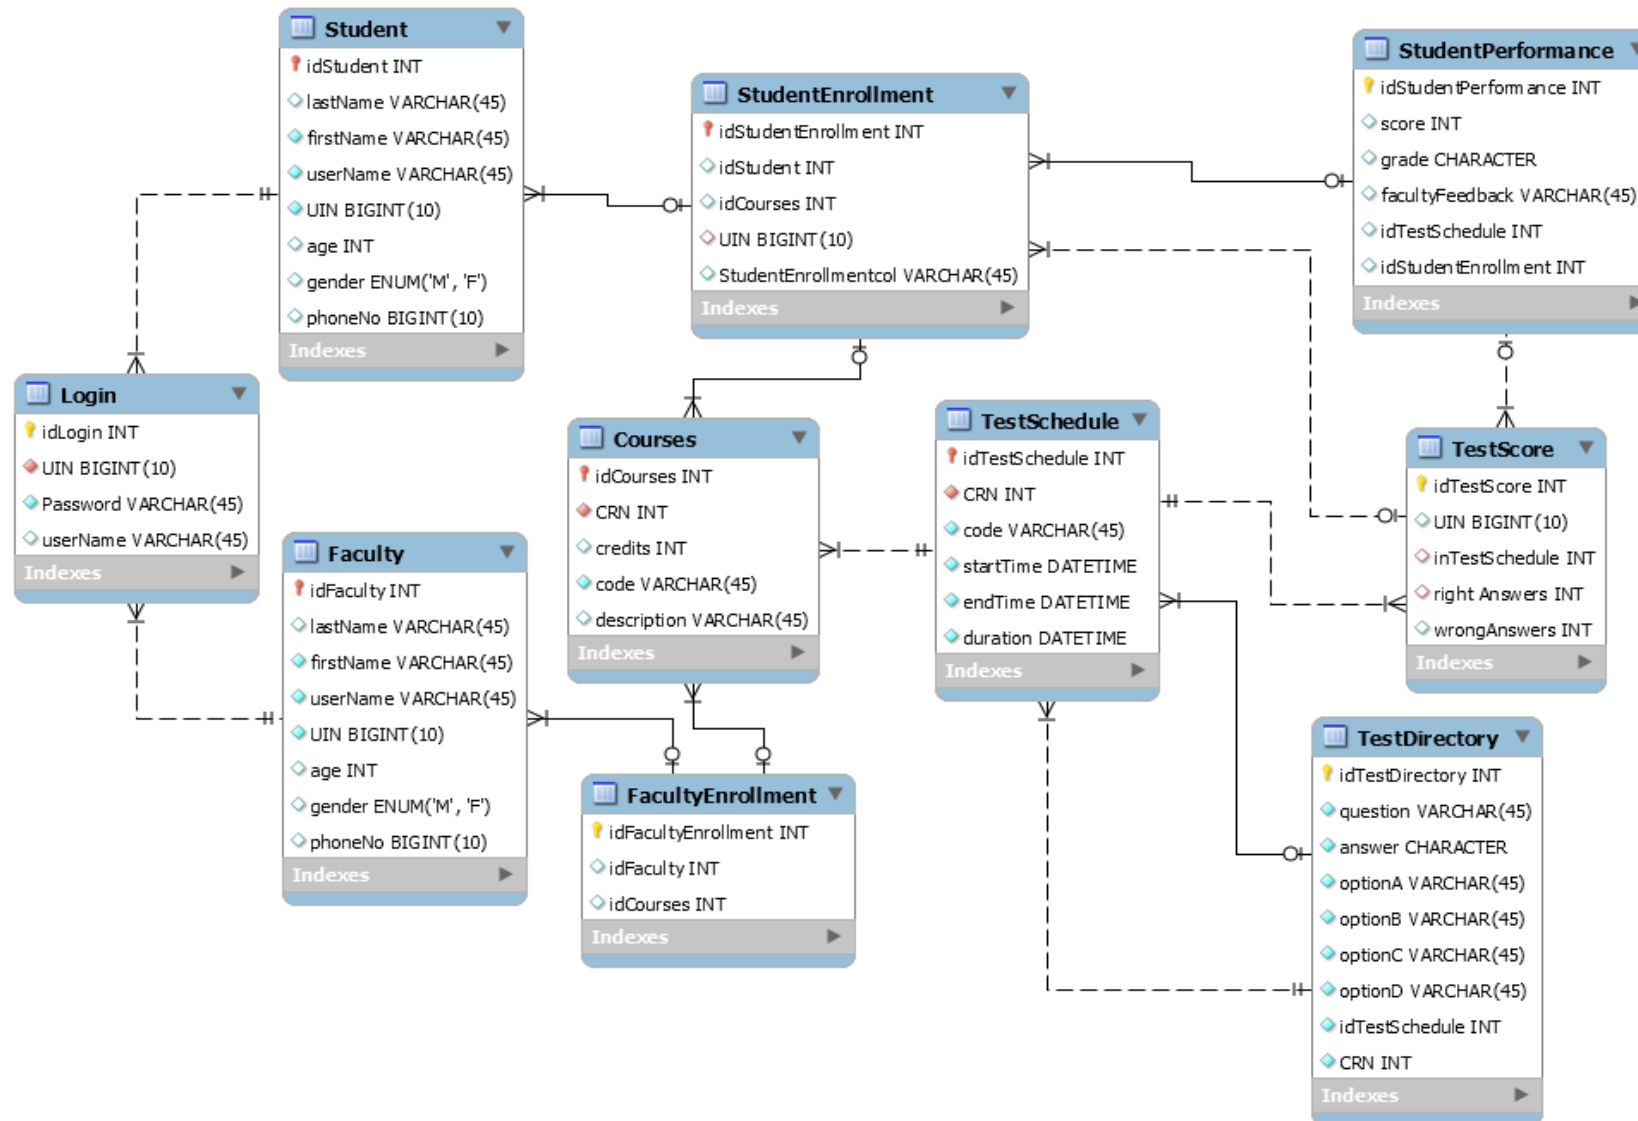 Student
idStudent INT
lastName VARCHAR(45)
firstName VARCHAR(45)
userName VARCHAR(45)
UIN BIGINT(10)
age INT
gender ENUM('M', 'F')
phoneNo BIGINT(10)
Indexes
StudentEnrollment
idStudentEnrollment INT
idStudent INT
idCourses INT
UIN BIGINT(10)
StudentEnrollmentcol VARCHAR(45)
Indexes
StudentPerformance
idStudentPerformance INT
score INT
grade CHARACTER
facultyFeedback VARCHAR(45)
idTestSchedule INT
idStudentEnrollment INT
Indexes
Login
idLogin INT
UIN BIGINT(10)
Password VARCHAR(45)
userName VARCHAR(45)
Indexes
Faculty
idFaculty INT
lastName VARCHAR(45)
firstName VARCHAR(45)
userName VARCHAR(45)
UIN BIGINT(10)
age INT
gender ENUM('M', 'F')
phoneNo BIGINT(10)
Indexes
Courses
idCourses INT
CRN INT
credits INT
code VARCHAR(45)
description VARCHAR(45)
Indexes
FacultyEnrollment
idFacultyEnrollment INT
idFaculty INT
idCourses INT
Indexes
TestSchedule
idTestSchedule INT
CRN INT
code VARCHAR(45)
startTime DATETIME
endTime DATETIME
duration DATETIME
Indexes
TestScore
idTestScore INT
UIN BIGINT(10)
inTestSchedule INT
right Answers INT
wrongAnswers INT
Indexes
TestDirectory
idTestDirectory INT
question VARCHAR(45)
answer CHARACTER
optionA VARCHAR(45)
optionB VARCHAR(45)
optionC VARCHAR(45)
optionD VARCHAR(45)
idTestSchedule INT
CRN INT
Indexes